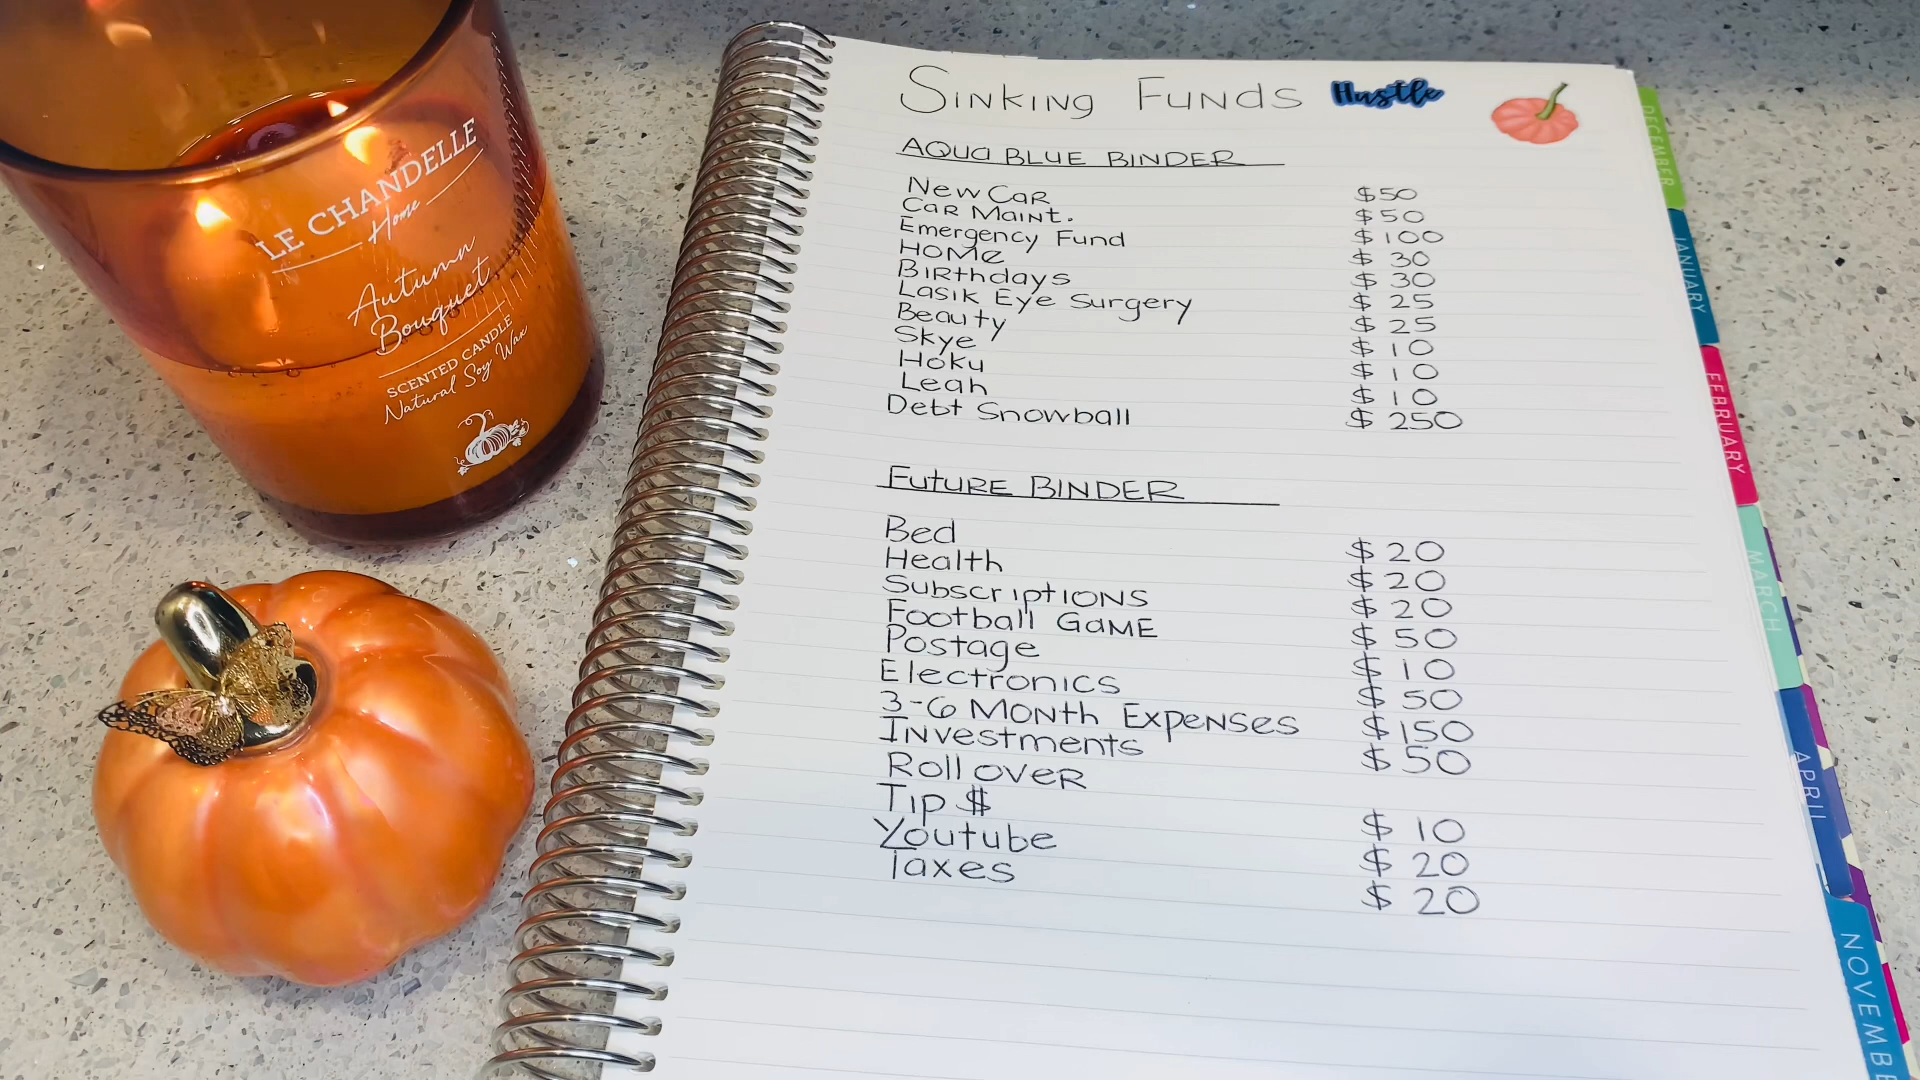 LE CHANDELLE
Home
Autumn
Bouquet
SCENTED CANDLE
Natural Soy Wax
Sinking Funds Hustle
Aqua Blue Binder
New Car $50
Car Maint. $50
Emergency Fund $100
Home $30
Birthdays $30
Lasik Eye Surgery $25
Beauty $25
Skye $10
Hoku $10
Leah $10
Debt Snowball $250
Future Binder
Bed $20
Health $20
Subscriptions $20
Football Game $50
Postage $10
Electronics $50
3-6 Month Expenses $150
Investments $50
Roll over
Tip $ $10
Youtube $20
Taxes $20
DECEMBER
JANUARY
FEBRUARY
MARCH
APRIL
NOVEMBE